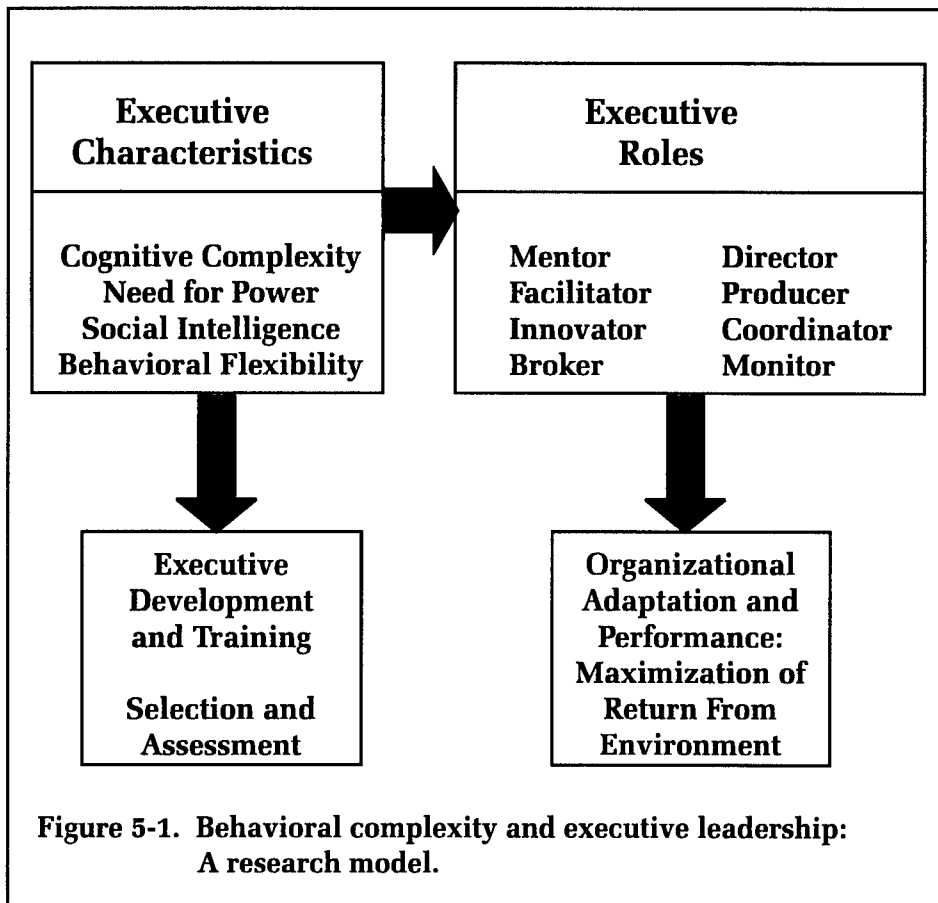 Executive
Characteristics
Cognitive Complexity
Need for Power
Social Intelligence
Behavioral Flexibility
Executive
Roles
Mentor
Facilitator
Innovator
Broker
Director
Producer
Coordinator
Monitor
Executive
Development
and Training
Selection and
Assessment
Organizational
Adaptation and
Performance:
Maximization of
Return From
Environment
Figure 5-1. Behavioral complexity and executive leadership:
A research model.